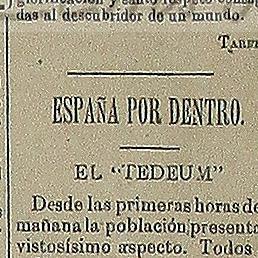 y santo
das al descubridor de un mundo.
ESPAÑA POR DENTRO.
EL "TEDEUM"
Desde las primeras horas de
mañana la población presenta
vistosísimo aspecto. Todos